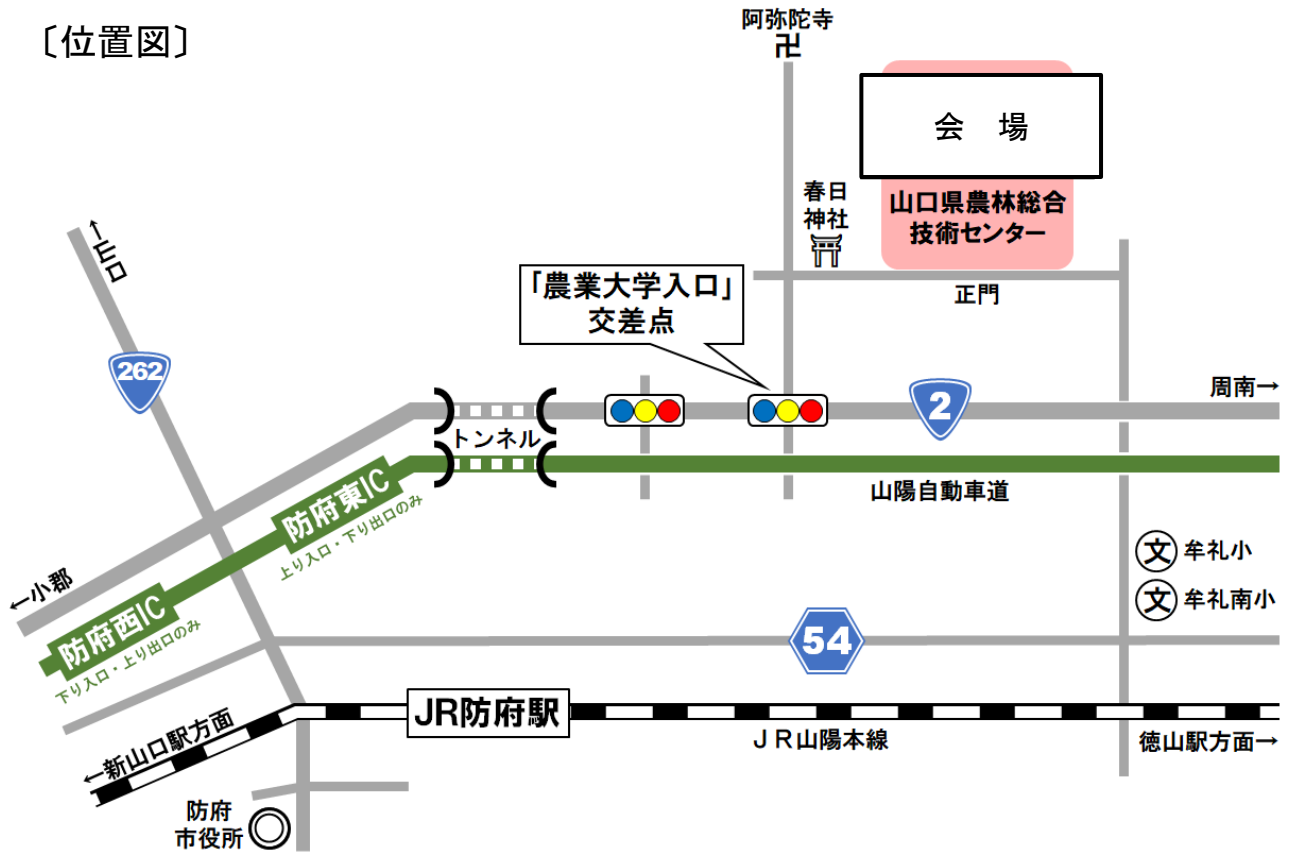 〔位置図〕
阿弥陀寺
卍
会　場
山口県農林総合
技術センター
春日
神社
正門
「農業大学入口」
交差点
←山口
262
2
周南→
トンネル
山陽自動車道
防府東IC
上り入口・下り出口のみ
←小郡
防府西IC
下り入口・上り出口のみ
文 牟礼小
文 牟礼南小
54
JR防府駅
←新山口駅方面
ＪＲ山陽本線
徳山駅方面→
防府
市役所